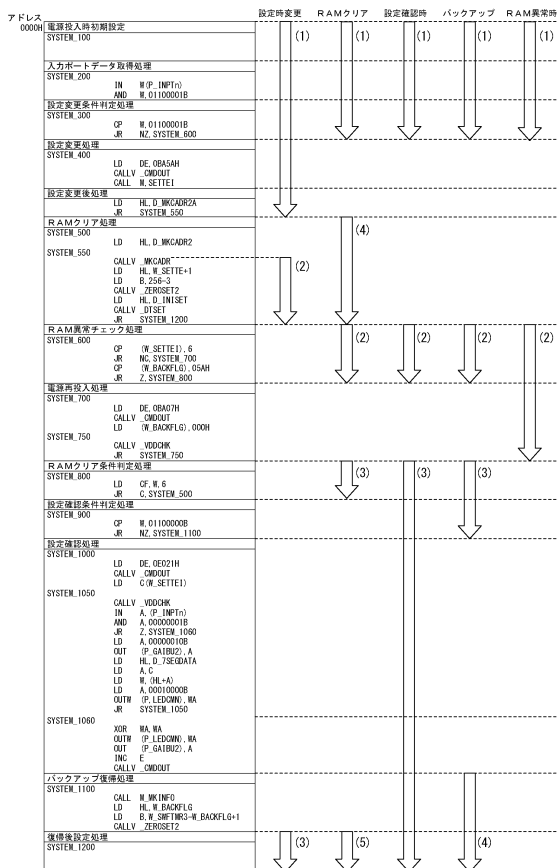 設定時変更 RAMクリア 設定確認時 バックアップ RAM異常時
アドレス
0000H 電源投入時初期設定
SYSTEM_100
(1) (1) (1) (1) (1)
入力ポートデータ取得処理
SYSTEM_200
IN W(P_INPTn)
AND W,01100001B
設定変更条件判定処理
SYSTEM_300
CP W,01100001B
JR NZ,SYSTEM_600
設定変更処理
SYSTEM_400
LD DE,0BA5AH
CALLV _CMDOUT
CALL M_SETTEI
設定変更後処理
LD HL,D_MKCADR2A
JR SYSTEM_550
RAMクリア処理
SYSTEM_500
(4)
LD HL,D_MKCADR2
SYSTEM_550
CALLV _MKCADR
(2)
LD HL,W_SETTE+1
LD B,256-3
CALLV _ZEROSET2
LD HL,D_INISET
CALLV _DTSET
JR SYSTEM_1200
RAM異常チェック処理
SYSTEM_600
(2) (2) (2) (2)
CP (W_SETTEI),6
JR NC,SYSTEM_700
CP (W_BACKFLG),05AH
JR Z,SYSTEM_800
電源再投入処理
SYSTEM_700
LD DE,0BA07H
CALLV _CMDOUT
LD (W_BACKFLG),000H
SYSTEM_750
CALLV _VDDCHK
JR SYSTEM_750
RAMクリア条件判定処理
SYSTEM_800
(3) (3) (3)
LD CF,W,6
JR C,SYSTEM_500
設定確認条件判定処理
SYSTEM_900
CP W,01100000B
JR NZ,SYSTEM_1100
設定確認処理
SYSTEM_1000
LD DE,0E021H
CALLV _CMDOUT
LD C(W_SETTEI)
SYSTEM_1050
CALLV _VDDCHK
IN A,(P_INPTn)
AND A,00000001B
JR Z,SYSTEM_1060
LD A,00000010B
OUT (P_GAIBU2),A
LD HL,D_7SEGDATA
LD A,C
LD W,(HL+A)
LD A,00010000B
OUTW (P_LEDCMN),WA
JR SYSTEM_1050
SYSTEM_1060
XOR WA,WA
OUTW (P_LEDCMN),WA
OUT (P_GAIBU2),A
INC E
CALLV _CMDOUT
バックアップ復帰処理
SYSTEM_1100
CALL M_MKINFO
LD HL,W_BACKFLG
LD B,W_SWFTMR3-W_BACKFLG+1
CALLV _ZEROSET2
復帰後設定処理
SYSTEM_1200
(3) (5) (4)